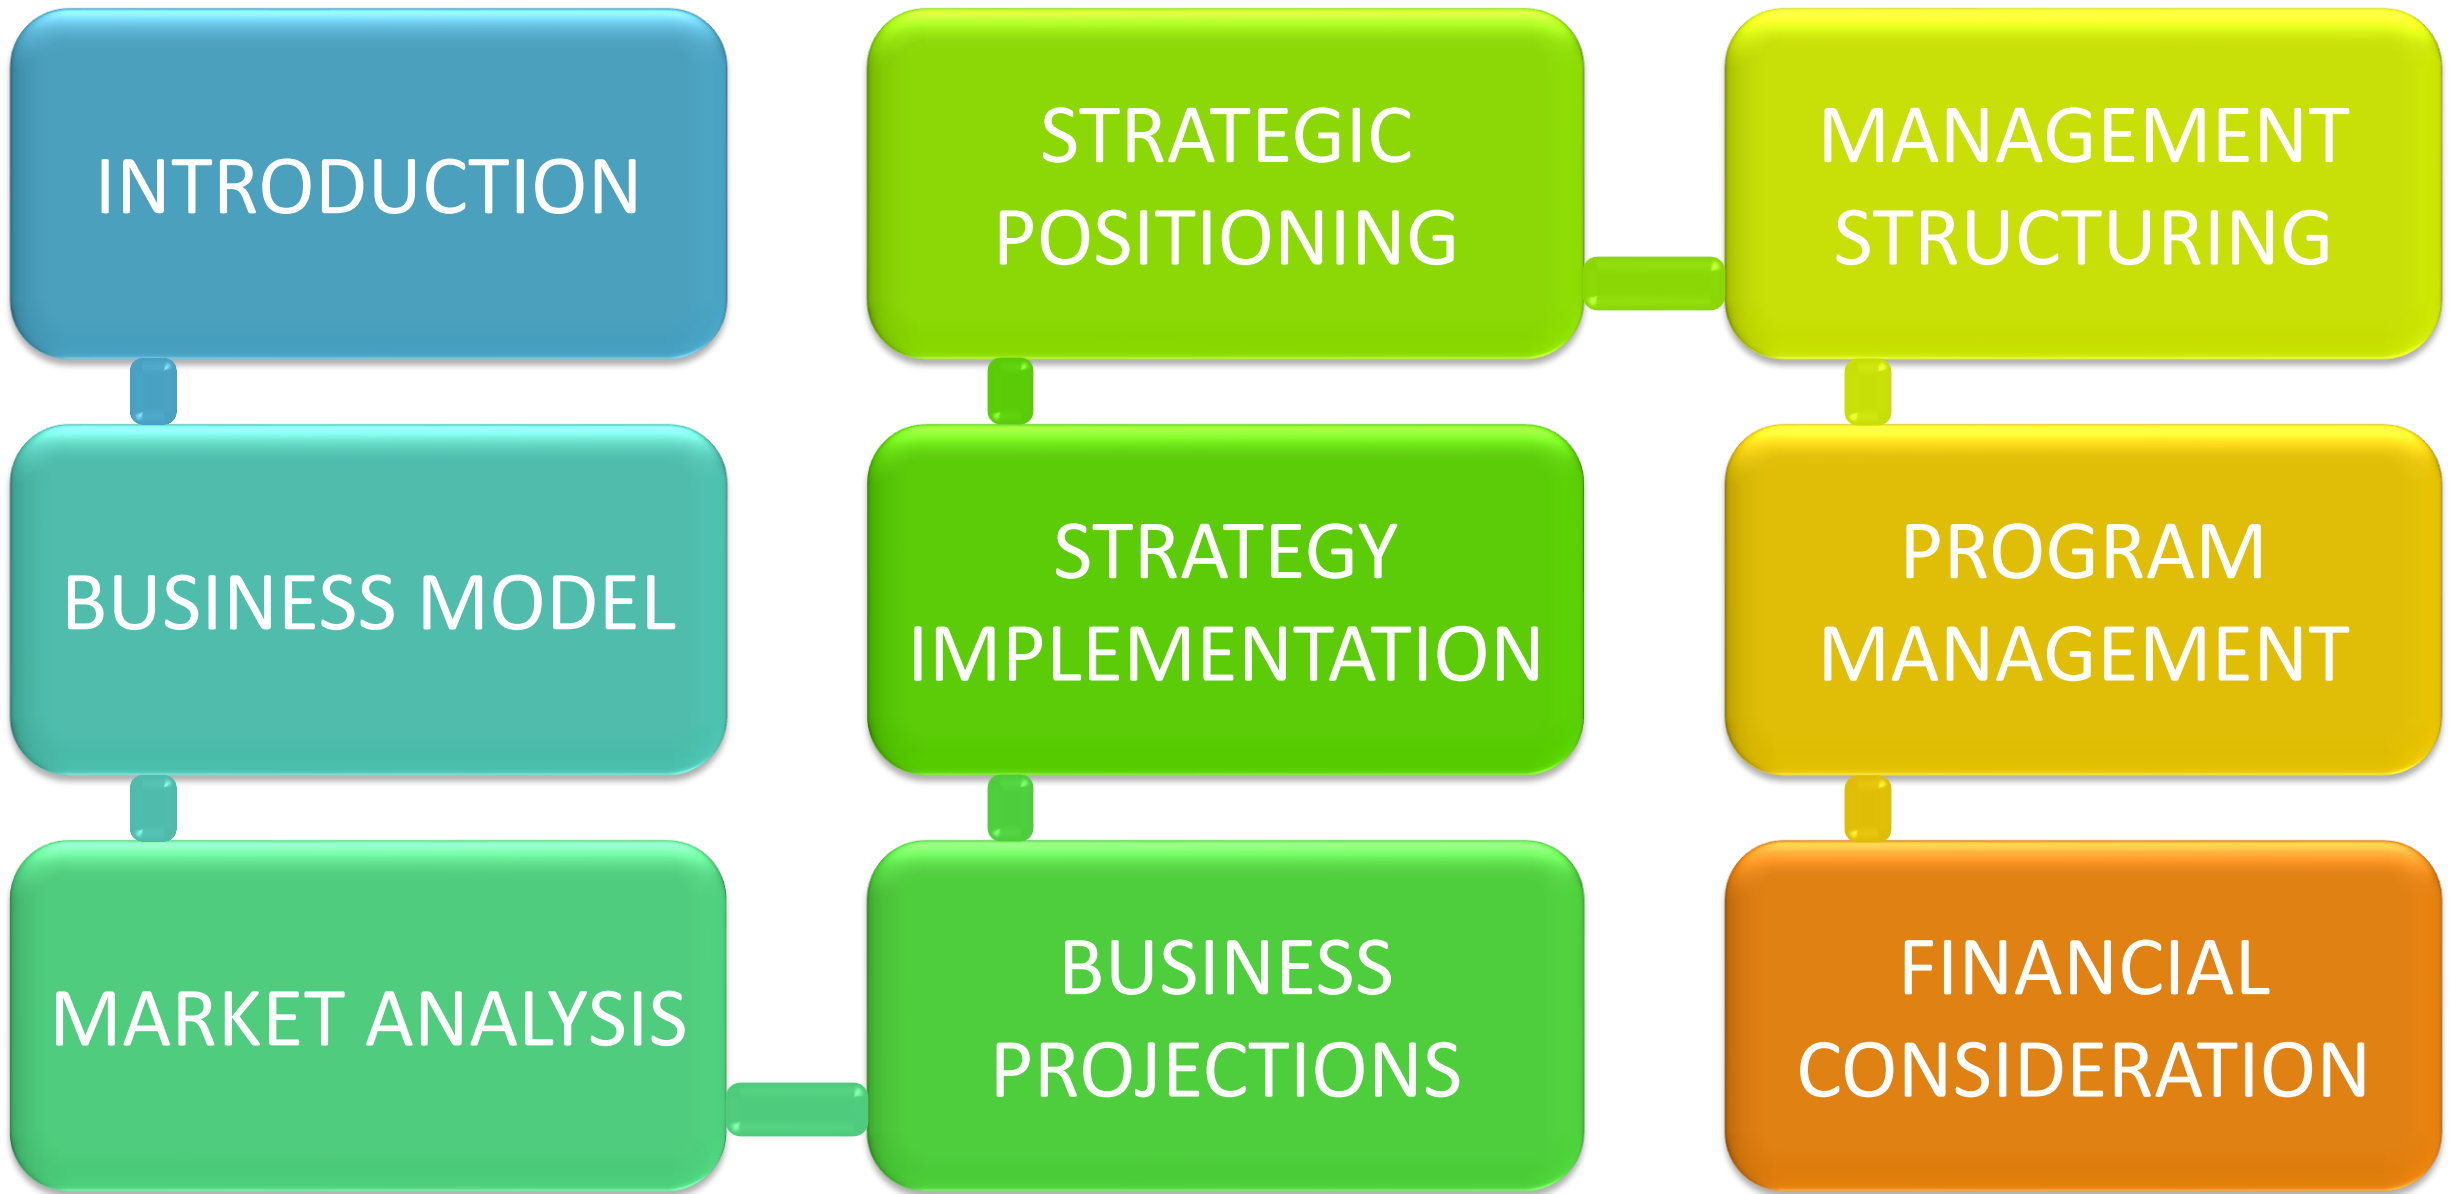 INTRODUCTION
BUSINESS MODEL
MARKET ANALYSIS
BUSINESS
PROJECTIONS
STRATEGY
IMPLEMENTATION
STRATEGIC
POSITIONING
MANAGEMENT
STRUCTURING
PROGRAM
MANAGEMENT
FINANCIAL
CONSIDERATION